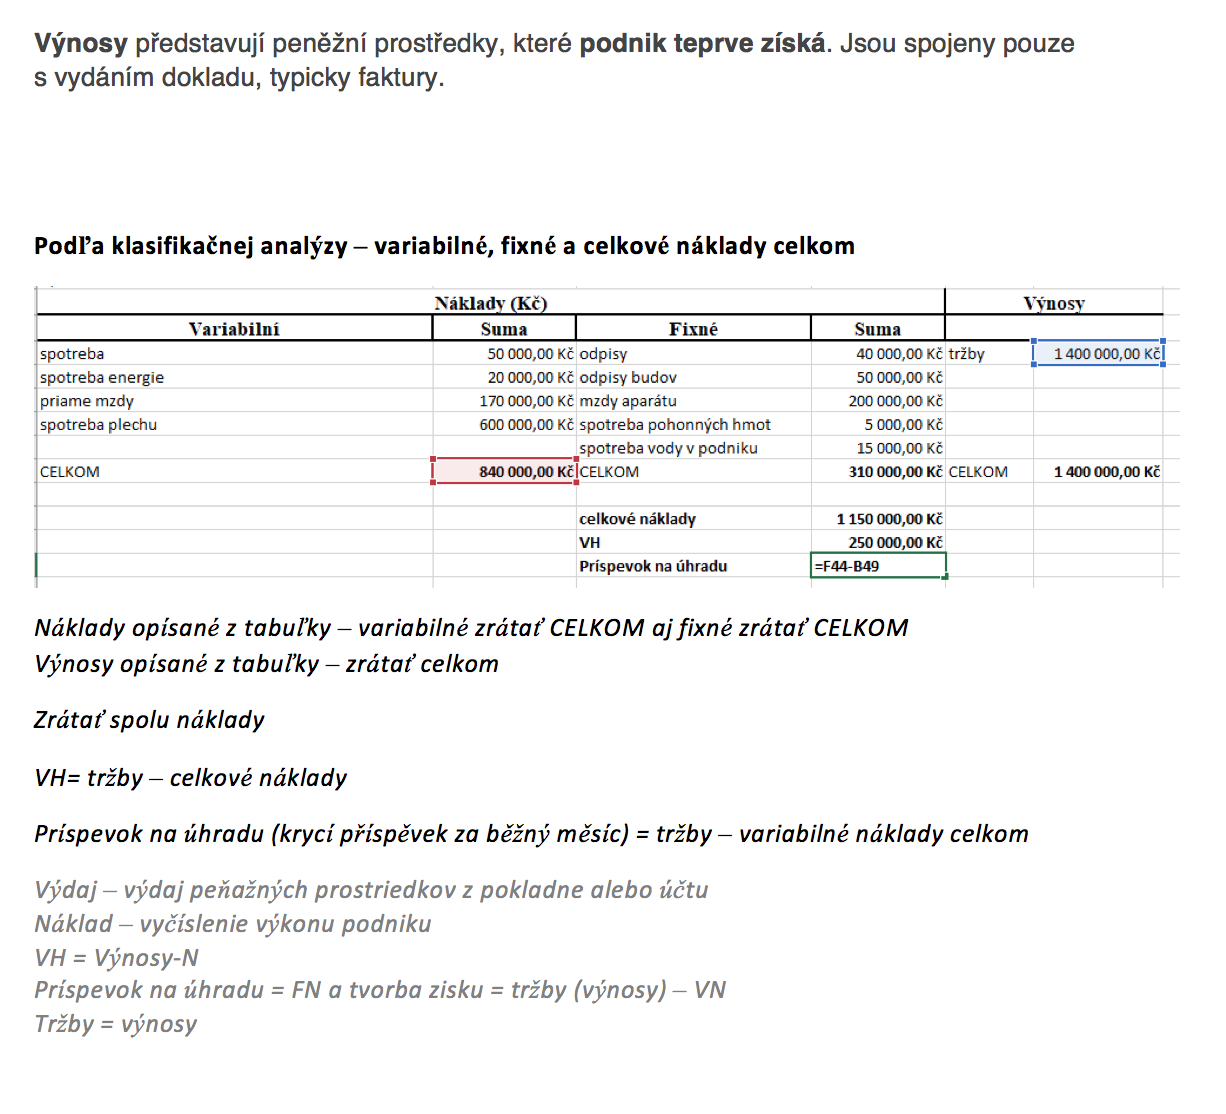 Výnosy představují peněžní prostředky, které podnik teprve získá. Jsou spojeny pouze
s vydáním dokladu, typicky faktury.
Podľa klasifikačnej analýzy – variabilné, fixné a celkové náklady celkom
Náklady (Kč) Výnosy
Variabilní Suma Fixné Suma
spotreba 50 000,00 Kč odpisy 40 000,00 Kč tržby 1 400 000,00 Kč
spotreba energie 20 000,00 Kč odpisy budov 50 000,00 Kč
priame mzdy 170 000,00 Kč mzdy aparátu 200 000,00 Kč
spotreba plechu 600 000,00 Kč spotreba pohonných hmot 5 000,00 Kč
spotreba vody v podniku 15 000,00 Kč
CELKOM 840 000,00 Kč CELKOM 310 000,00 Kč CELKOM 1 400 000,00 Kč
celkové náklady 1 150 000,00 Kč
VH 250 000,00 Kč
Príspevok na úhradu =F44-B49
Náklady opísané z tabuľky – variabilné zrátať CELKOM aj fixné zrátať CELKOM
Výnosy opísané z tabuľky – zrátať celkom
Zrátať spolu náklady
VH= tržby – celkové náklady
Príspevok na úhradu (krycí příspěvek za běžný měsíc) = tržby – variabilné náklady celkom
Výdaj – výdaj peňažných prostriedkov z pokladne alebo účtu
Náklad – vyčíslenie výkonu podniku
VH = Výnosy-N
Príspevok na úhradu = FN a tvorba zisku = tržby (výnosy) – VN
Tržby = výnosy